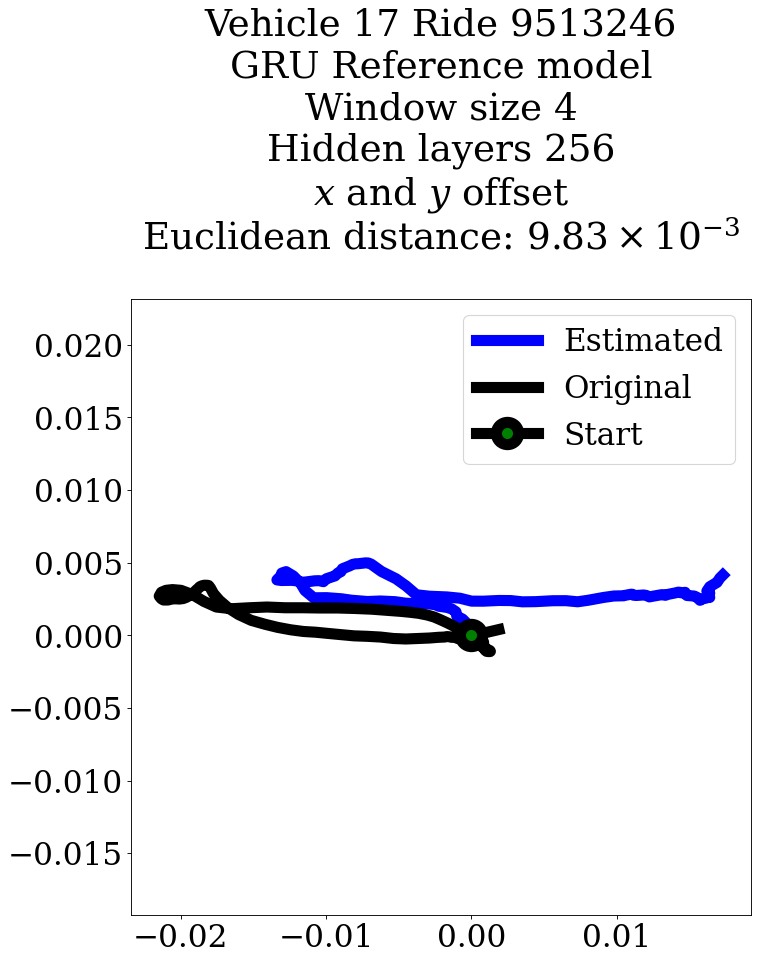 Vehicle 17 Ride 9513246
GRU Reference model
Window size 4
Hidden layers 256
x and y offset
Euclidean distance: 9.83 × 10⁻³
Estimated
Original
Start
0.020
0.015
0.010
0.005
0.000
−0.005
−0.010
−0.015
−0.02 −0.01 0.00 0.01